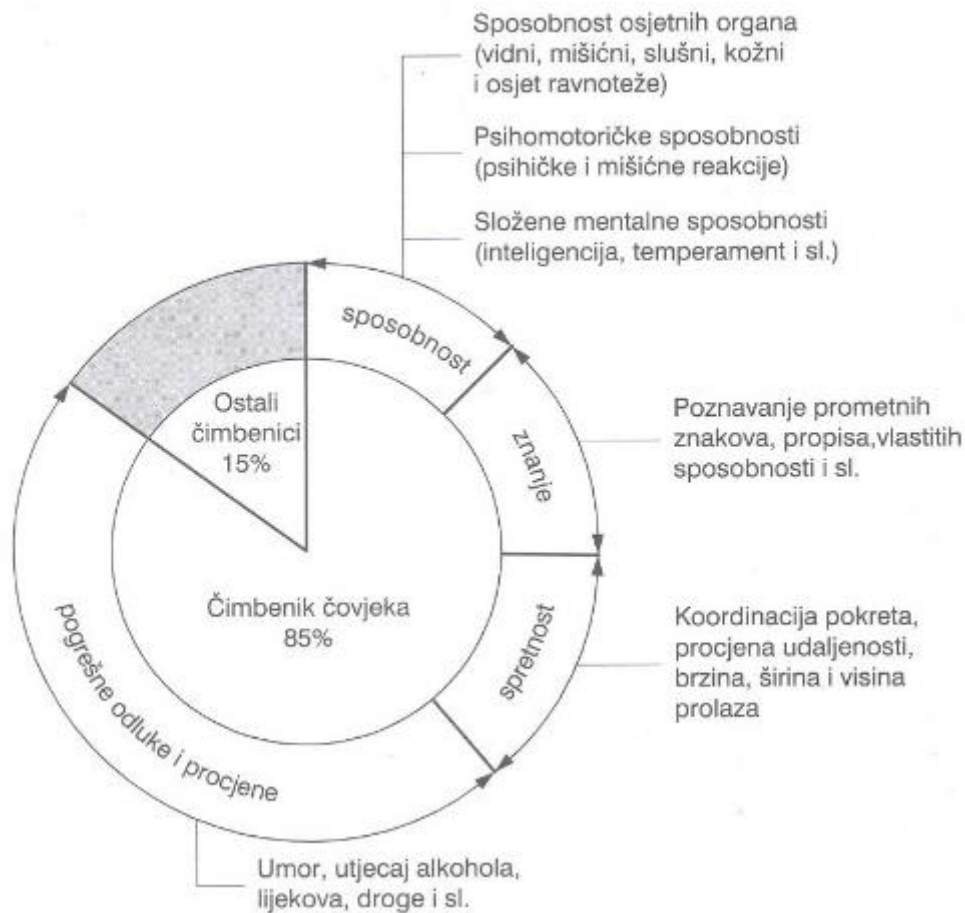 Sposobnost osjetnih organa
(vidni, mišićni, slušni, kožni
i osjet ravnoteže)
Psihomotoričke sposobnosti
(psihičke i mišićne reakcije)
Složene mentalne sposobnosti
(inteligencija, temperament i sl.)
sposobnost
Ostali
čimbenici
15%
znanje
Poznavanje prometnih
znakova, propisa,vlastitih
sposobnosti i sl.
Čimbenik čovjeka
85%
spretnost
Koordinacija pokreta,
procjena udaljenosti,
brzina, širina i visina
prolaza
pogrešne odluke i procjene
Umor, utjecaj alkohola,
lijekova, droge i sl.